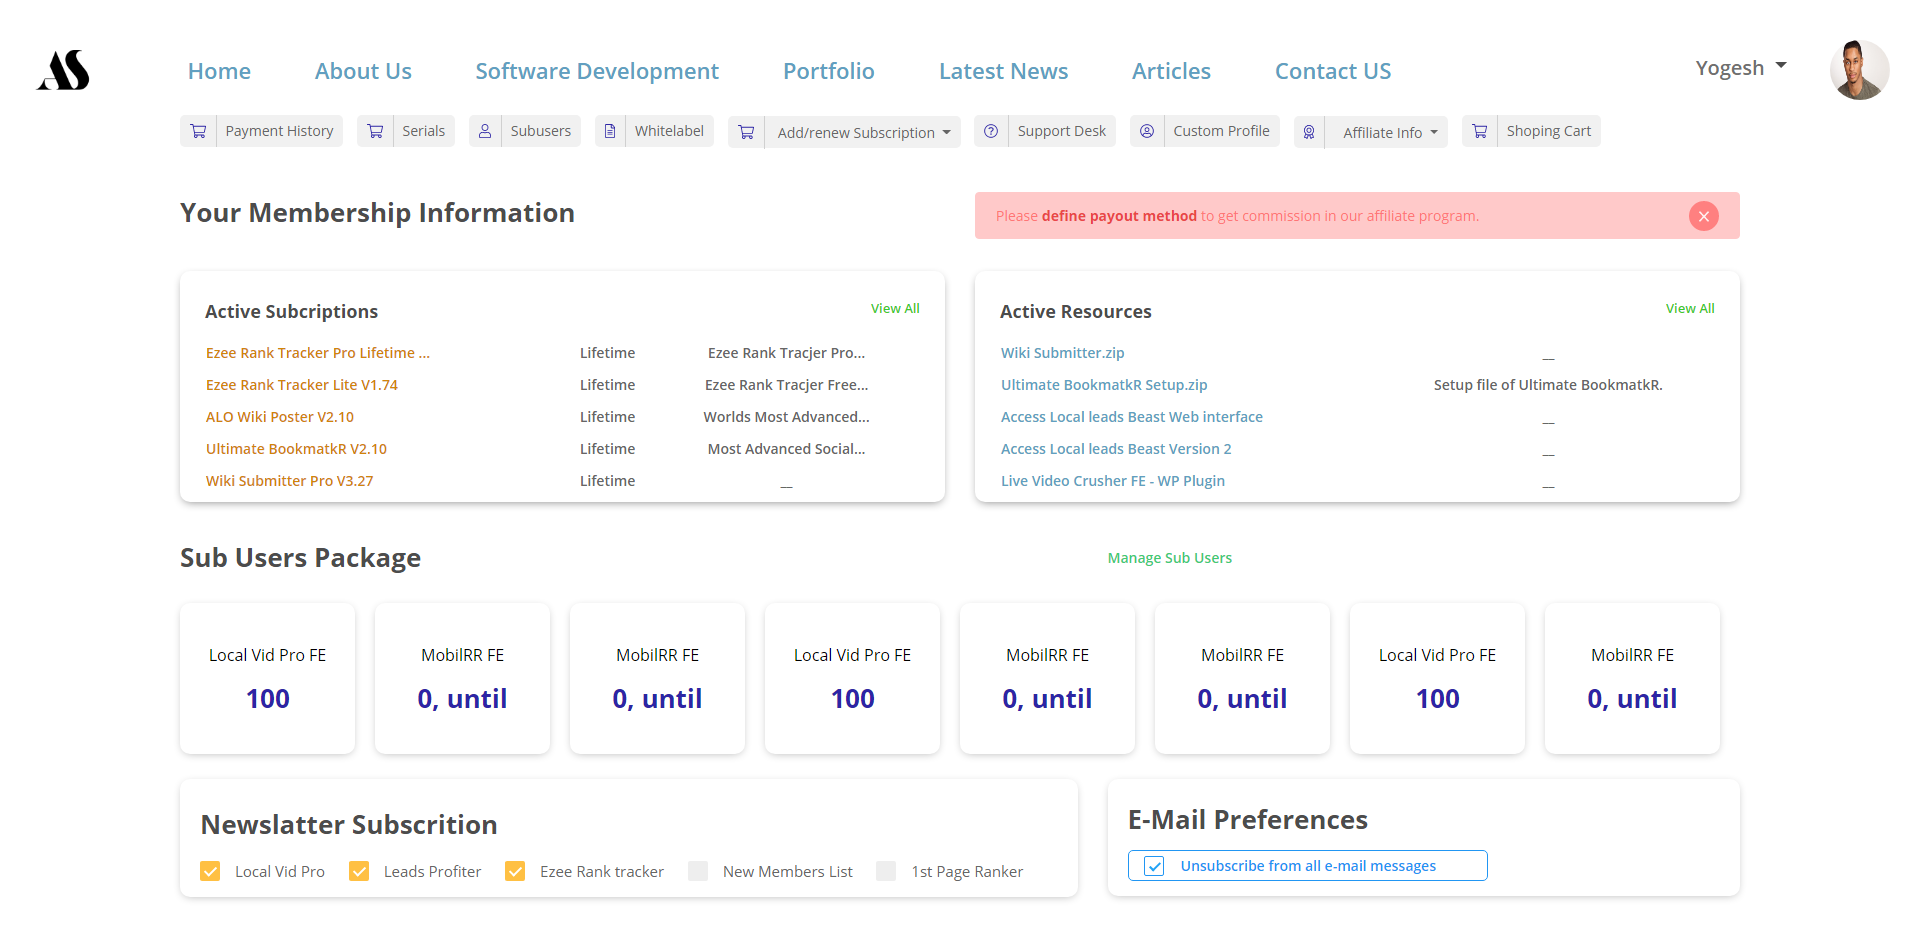 AS
Home About Us Software Development Portfolio Latest News Articles Contact US Yogesh
Payment History Serials Subusers Whitelabel Add/renew Subscription Support Desk Custom Profile Affiliate Info Shoping Cart
Your Membership Information
Please define payout method to get commission in our affiliate program.
Active Subcriptions View All
Ezee Rank Tracker Pro Lifetime ... Lifetime Ezee Rank Tracjer Pro...
Ezee Rank Tracker Lite V1.74 Lifetime Ezee Rank Tracjer Free...
ALO Wiki Poster V2.10 Lifetime Worlds Most Advanced...
Ultimate BookmatkR V2.10 Lifetime Most Advanced Social...
Wiki Submitter Pro V3.27 Lifetime __
Active Resources View All
Wiki Submitter.zip __
Ultimate BookmatkR Setup.zip Setup file of Ultimate BookmatkR.
Access Local leads Beast Web interface __
Access Local leads Beast Version 2 __
Live Video Crusher FE - WP Plugin __
Sub Users Package Manage Sub Users
Local Vid Pro FE MobilRR FE MobilRR FE Local Vid Pro FE MobilRR FE MobilRR FE Local Vid Pro FE MobilRR FE
100 0, until 0, until 100 0, until 0, until 100 0, until
Newslatter Subscrition
Local Vid Pro Leads Profiter Ezee Rank tracker New Members List 1st Page Ranker
E-Mail Preferences
Unsubscribe from all e-mail messages